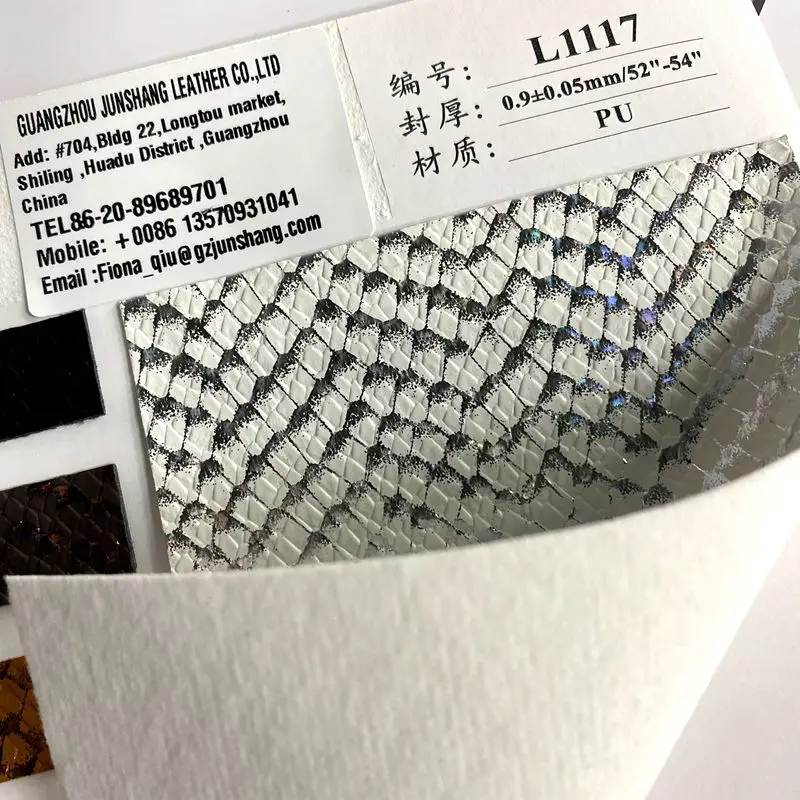 GUANGZHOU JUNSHANG LEATHER CO.,LTD
Add: #704,Bldg 22,Longtou market,
Shiling ,Huadu District ,Guangzhou
China
TEL86-20-89689701
Mobile: +0086 13570931041
Email :Fiona_qiu@gzjunshang.com
编号: L1117
封厚: 0.9±0.05mm/52"-54"
材质: PU